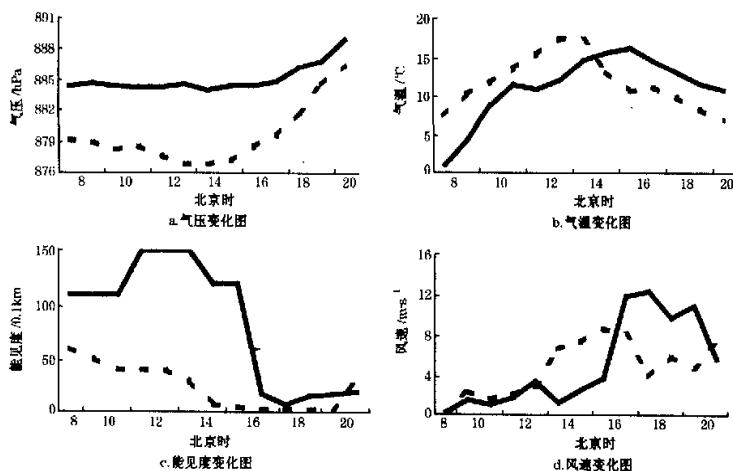 891
888
885
882
879
876
气压/hPa
8 10 12 14 16 18 20
北京时
a.气压变化图
20
15
10
5
0
气温/℃
8 10 12 14 16 18 20
北京时
b.气温变化图
150
100
50
0
能见度/0.1km
8 10 12 14 16 18 20
北京时
c.能见度变化图
16
12
8
4
0
风速/m·s⁻¹
8 10 12 14 16 18 20
北京时
d.风速变化图